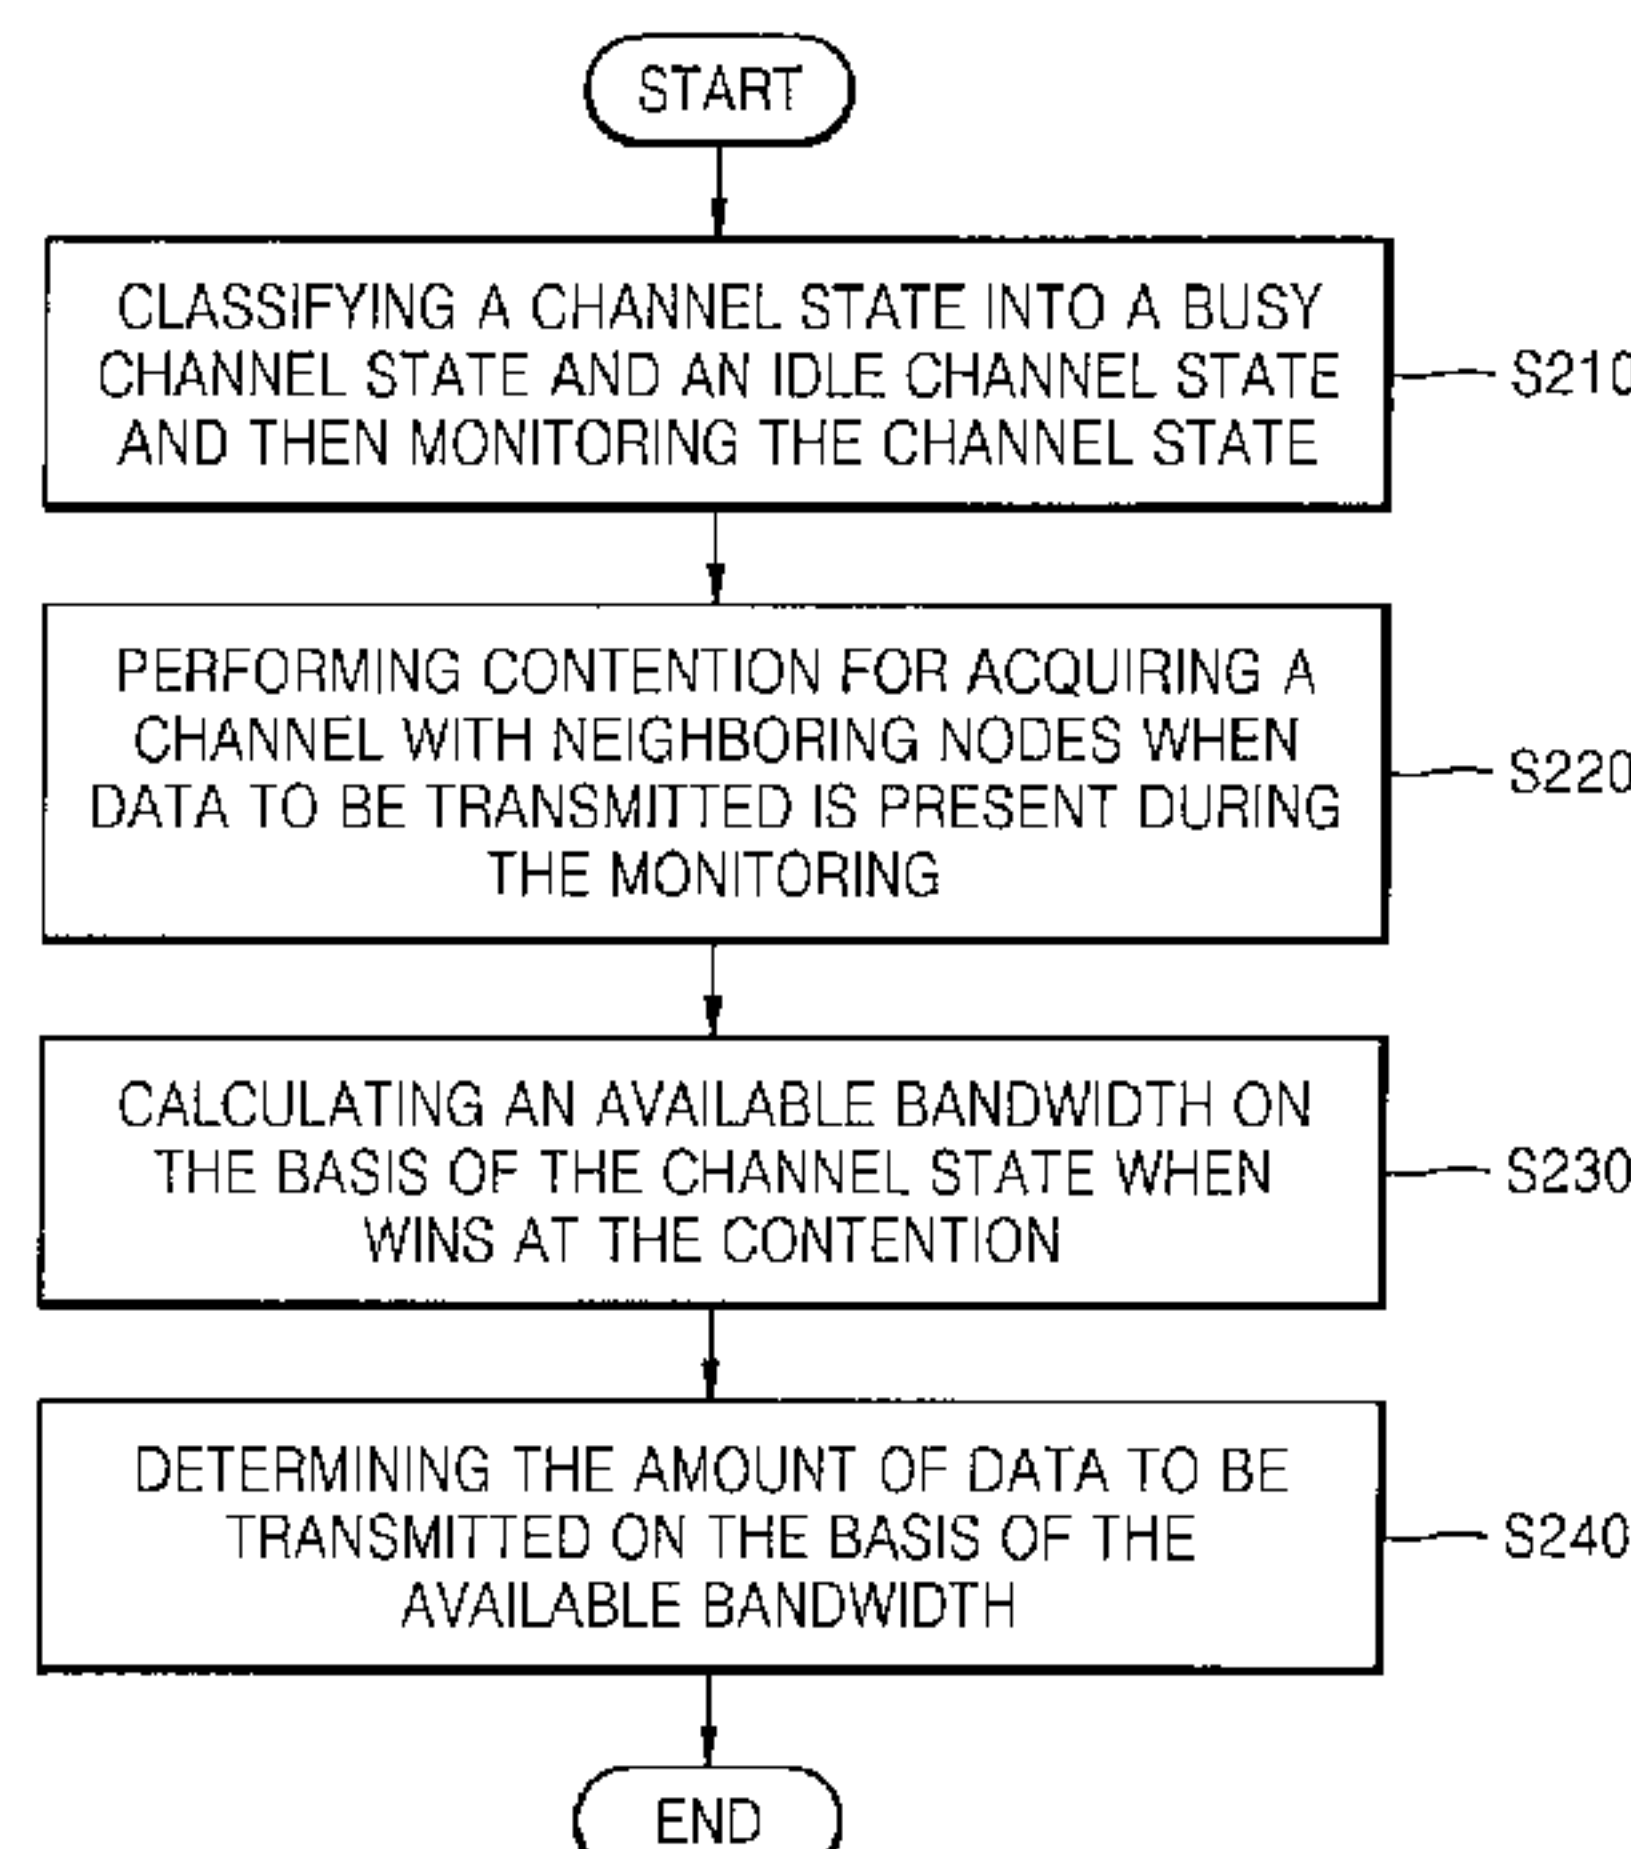 START
CLASSIFYING A CHANNEL STATE INTO A BUSY
CHANNEL STATE AND AN IDLE CHANNEL STATE
AND THEN MONITORING THE CHANNEL STATE
S210
PERFORMING CONTENTION FOR ACQUIRING A
CHANNEL WITH NEIGHBORING NODES WHEN
DATA TO BE TRANSMITTED IS PRESENT DURING
THE MONITORING
S220
CALCULATING AN AVAILABLE BANDWIDTH ON
THE BASIS OF THE CHANNEL STATE WHEN
WINS AT THE CONTENTION
S230
DETERMINING THE AMOUNT OF DATA TO BE
TRANSMITTED ON THE BASIS OF THE
AVAILABLE BANDWIDTH
S240
END